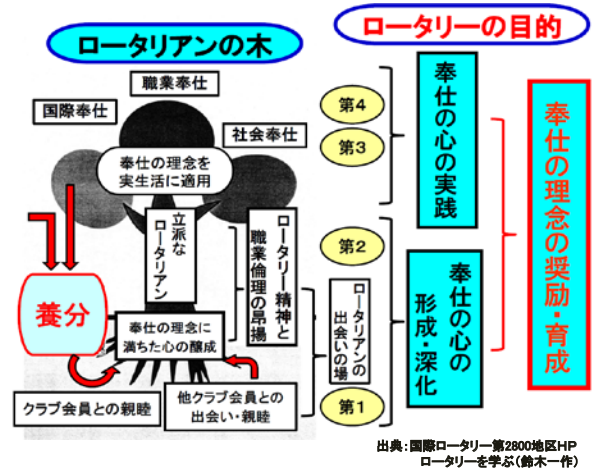 ロータリアンの木
ロータリーの目的
職業奉仕
国際奉仕
社会奉仕
奉仕の理念を
実生活に適用
立派な
ロータリアン
ロータリー精神と
職業倫理の昂揚
養分
奉仕の理念に
満ちた心の醸成
クラブ会員との親睦
他クラブ会員との
出会い・親睦
ロータリアンの
出会いの場
第4
第3
第2
第1
奉仕の心の実践
奉仕の心の
形成・深化
奉仕の理念の奨励・育成
出典:国際ロータリー第2800地区HP
ロータリーを学ぶ(鈴木一作)